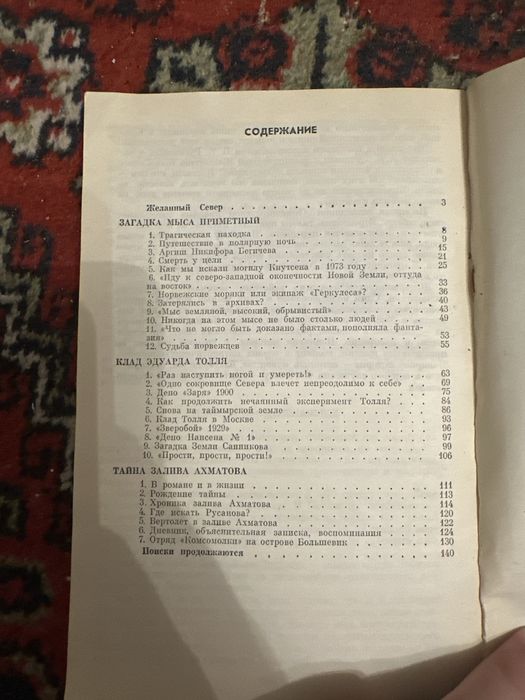 СОДЕРЖАНИЕ
Желанный Север . . . . . . . . . . . . . . . . 3
ЗАГАДКА МЫСА ПРИМЕТНЫЙ
1. Трагическая находка . . . . . . . . . . . . . . 8
2. Путешествие в полярную ночь . . . . . . . . . . . . 9
3. Аргиш Никифора Бегичева . . . . . . . . . . . . 15
4. Смерть у цели . . . . . . . . . . . . . . . . 21
5. Как мы искали могилу Кнутсена в 1973 году . . . . . . . 25
6. «Иду к северо-западной оконечности Новой Земли, оттуда
на восток» . . . . . . . . . . . . . . . . . 33
7. Норвежские моряки или экипаж «Геркулеса»? . . . . . . . 36
8. Затерялись в архивах? . . . . . . . . . . . . . 40
9. «Мыс земляной, высокий, обрывистый» . . . . . . . . 43
10. Никогда на этом мысе не было столько людей . . . . . . 49
11. «Что не могло быть доказано фактами, пополняла фанта-
зия» . . . . . . . . . . . . . . . . . . 53
12. Судьба норвежцев . . . . . . . . . . . . . . 55
КЛАД ЭДУАРДА ТОЛЛЯ
1. «Раз наступить ногой и умереть!» . . . . . . . . . . 63
2. «Одно сокровище Севера влечет непреодолимо к себе» . . . . 69
3. Депо «Заря» 1900 . . . . . . . . . . . . . . 75
4. Как продолжить нечаянный эксперимент Толля? . . . . . . 84
5. Снова на таймырской земле . . . . . . . . . . . . 86
6. Клад Толля в Москве . . . . . . . . . . . . . . 93
7. «Зверобой» 1929» . . . . . . . . . . . . . . . 96
8. «Депо Нансена № 1» . . . . . . . . . . . . . . 97
9. Загадка Земли Санникова . . . . . . . . . . . . 99
10. «Прости, прости, прости!» . . . . . . . . . . . . 106
ТАЙНА ЗАЛИВА АХМАТОВА
1. В романе и в жизни . . . . . . . . . . . . . . 111
2. Рождение тайны . . . . . . . . . . . . . . . 113
3. Хроника залива Ахматова . . . . . . . . . . . . 114
4. Где искать Русанова? . . . . . . . . . . . . . . 120
5. Вертолет в заливе Ахматова . . . . . . . . . . . . 122
6. Дневник, объяснительная записка, воспоминания . . . . . . 124
7. Отряд «Комсомолки» на острове Большевик . . . . . . . 130
Поиски продолжаются . . . . . . . . . . . . . . 140